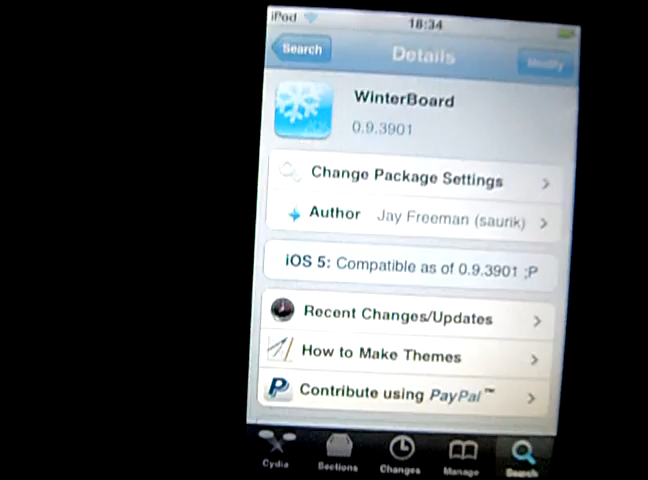 iPod 18:34
Search Details Modify
WinterBoard
0.9.3901
Change Package Settings
Author Jay Freeman (saurik)
iOS 5: Compatible as of 0.9.3901 ;P
Recent Changes/Updates
How to Make Themes
Contribute using PayPal™
Cydia Sections Changes Manage Search